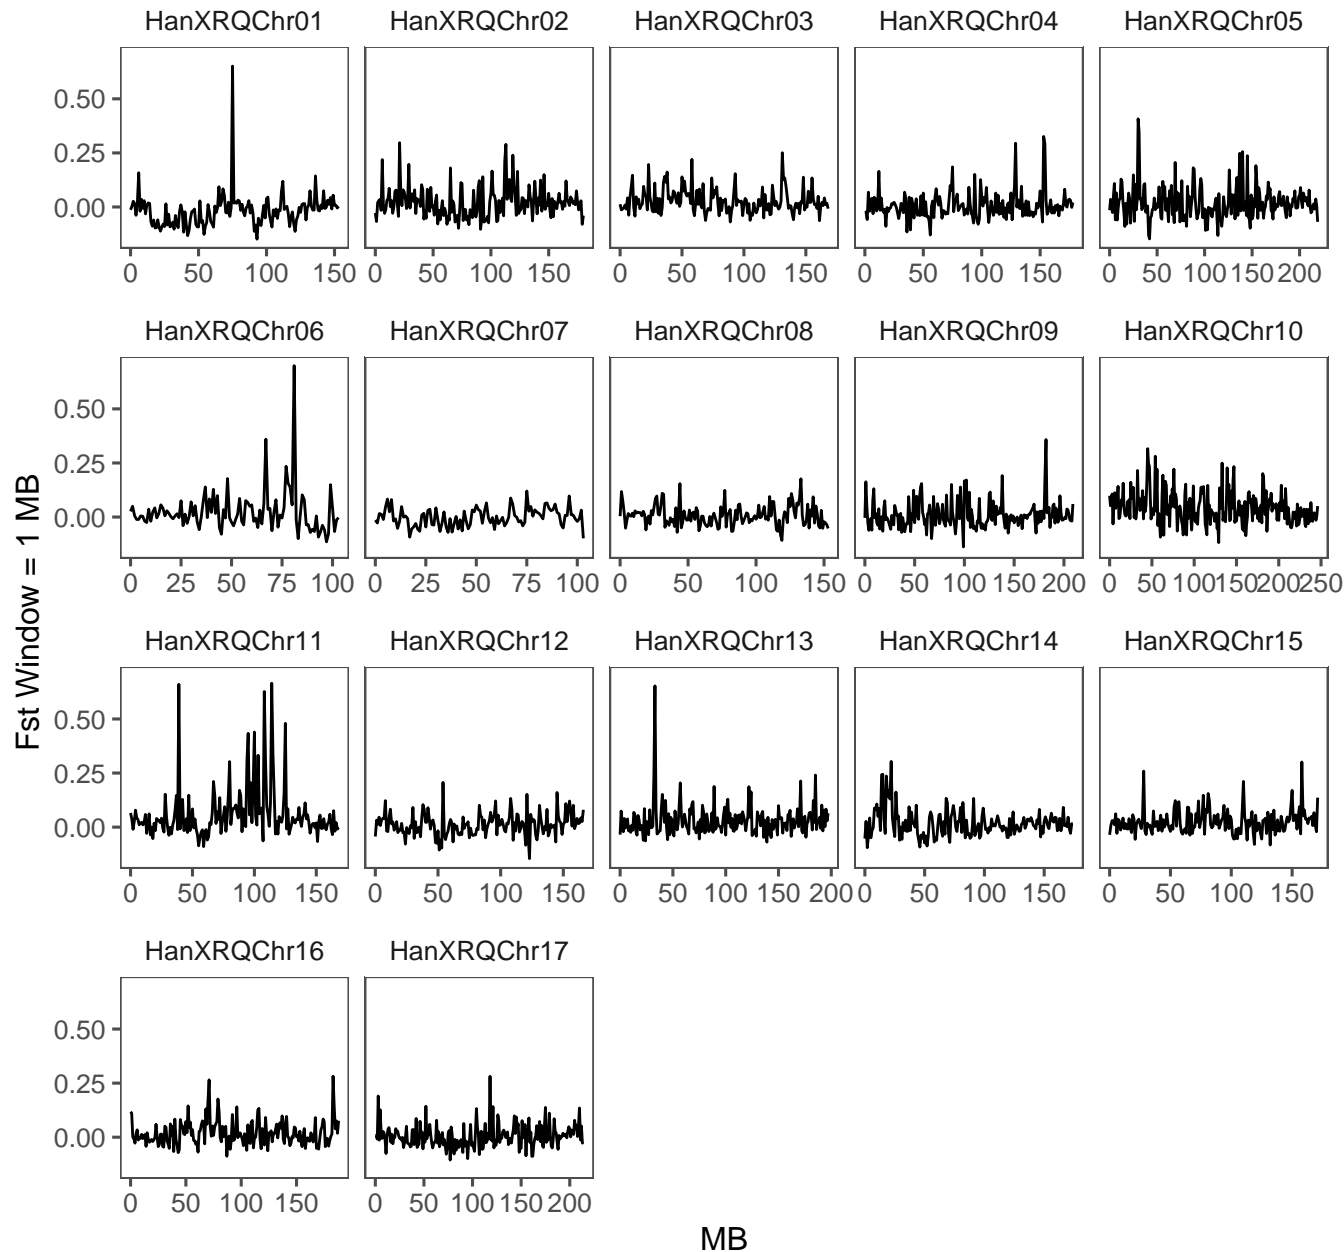 HanXRQChr01 HanXRQChr02 HanXRQChr03 HanXRQChr04 HanXRQChr05
0.50
0.25
0.00
0 50 100 150 0 50 100 150 0 50 100 150 0 50 100 150 0 50 100 150 200
HanXRQChr06 HanXRQChr07 HanXRQChr08 HanXRQChr09 HanXRQChr10
0.50
0.25
0.00
0 25 50 75 100 0 25 50 75 100 0 50 100 150 0 50 100 150 200 0 50 100 150 200 250
Fst Window = 1 MB
HanXRQChr11 HanXRQChr12 HanXRQChr13 HanXRQChr14 HanXRQChr15
0.50
0.25
0.00
0 50 100 150 0 50 100 150 0 50 100 150 200 0 50 100 150 0 50 100 150
HanXRQChr16 HanXRQChr17
0.50
0.25
0.00
0 50 100 150 0 50 100 150 200
MB